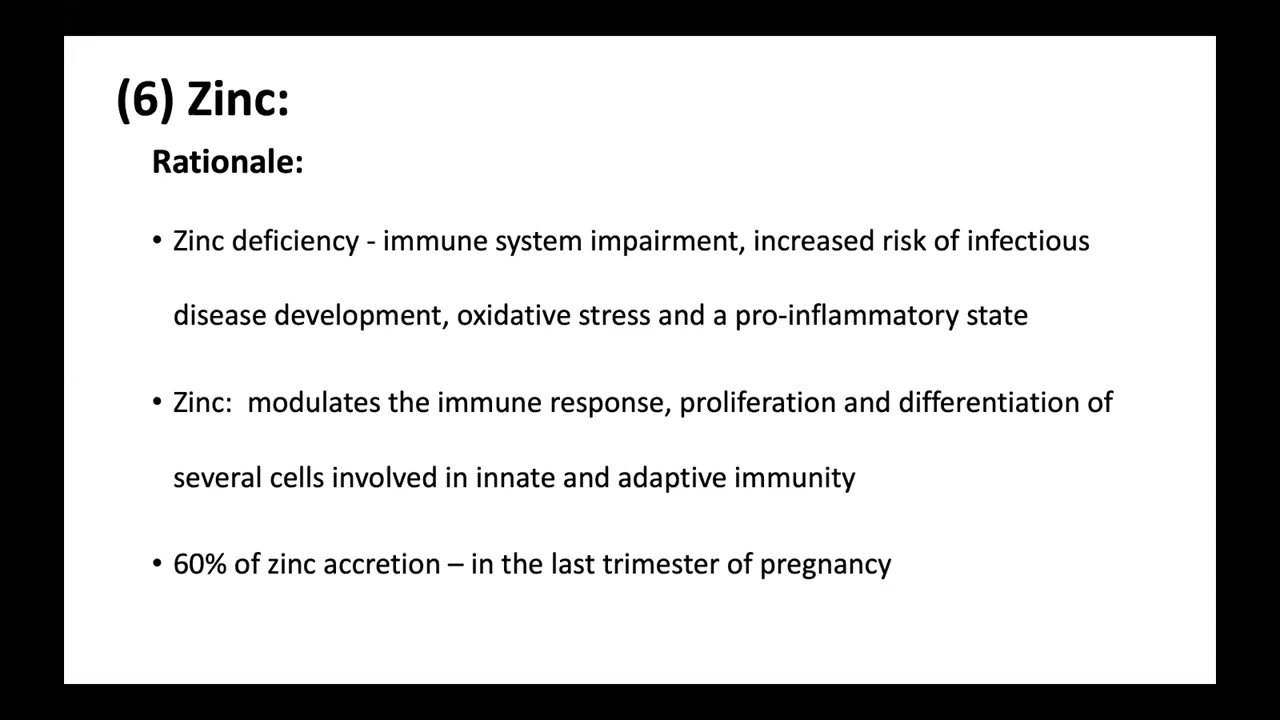 (6) Zinc:
Rationale:
• Zinc deficiency - immune system impairment, increased risk of infectious
disease development, oxidative stress and a pro-inflammatory state
• Zinc:  modulates the immune response, proliferation and differentiation of
several cells involved in innate and adaptive immunity
• 60% of zinc accretion – in the last trimester of pregnancy